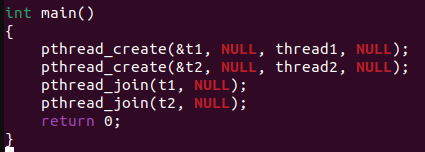 int main()
{
    pthread_create(&t1, NULL, thread1, NULL);
    pthread_create(&t2, NULL, thread2, NULL);
    pthread_join(t1, NULL);
    pthread_join(t2, NULL);
    return 0;
}